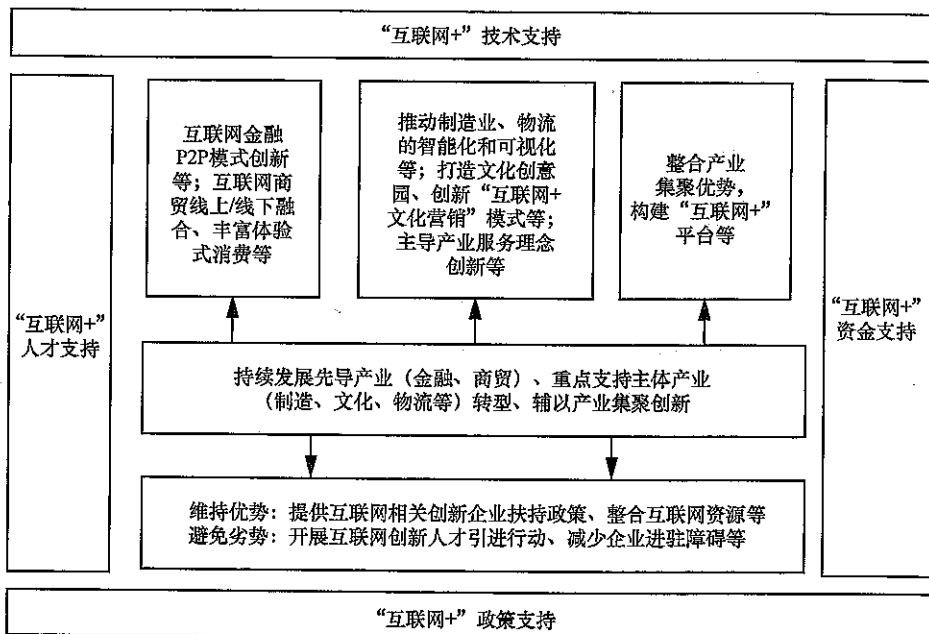 “互联网+”技术支持
“互联网+”
人才支持
互联网金融
P2P模式创新
等；互联网商
贸线上/线下融
合、丰富体验
式消费等
推动制造业、物流
的智能化和可视化
等；打造文化创意
园、创新“互联网+
文化营销”模式等；
主导产业服务理念
创新等
整合产业
集聚优势，
构建“互联网+”
平台等
“互联网+”
资金支持
持续发展先导产业（金融、商贸）、重点支持主体产业
（制造、文化、物流等）转型、辅以产业集聚创新
维持优势：提供互联网相关创新企业扶持政策、整合互联网资源等
避免劣势：开展互联网创新人才引进行动、减少企业进驻障碍等
“互联网+”政策支持